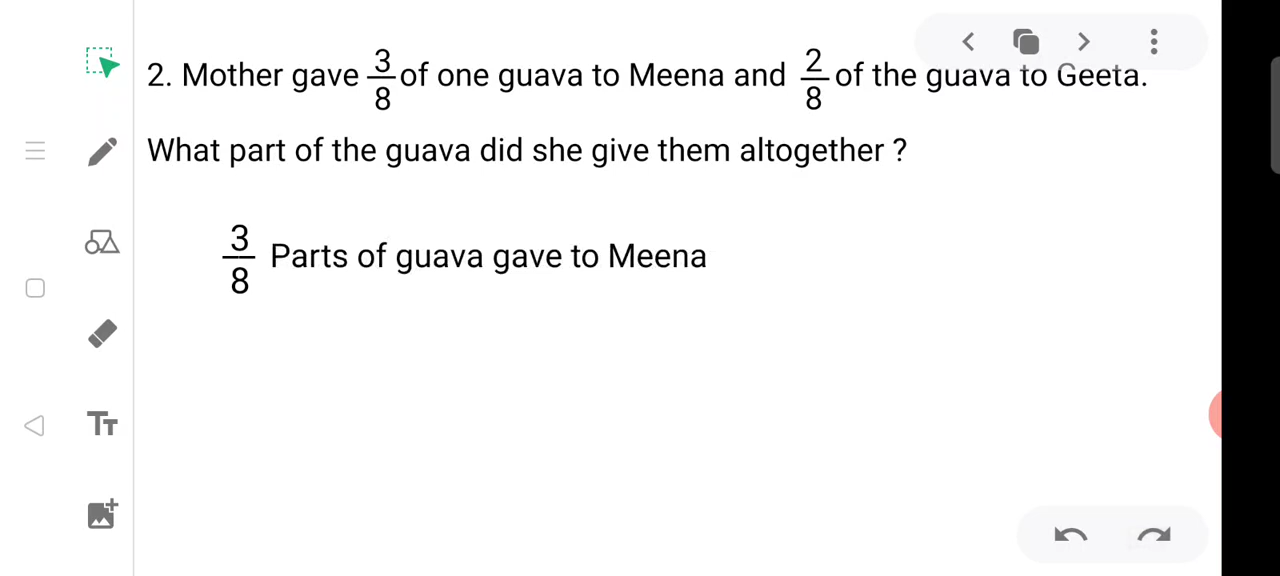 2. Mother gave 3/8 of one guava to Meena and 2/8 of the guava to Geeta.
What part of the guava did she give them altogether ?
3/8 Parts of guava gave to Meena
TT